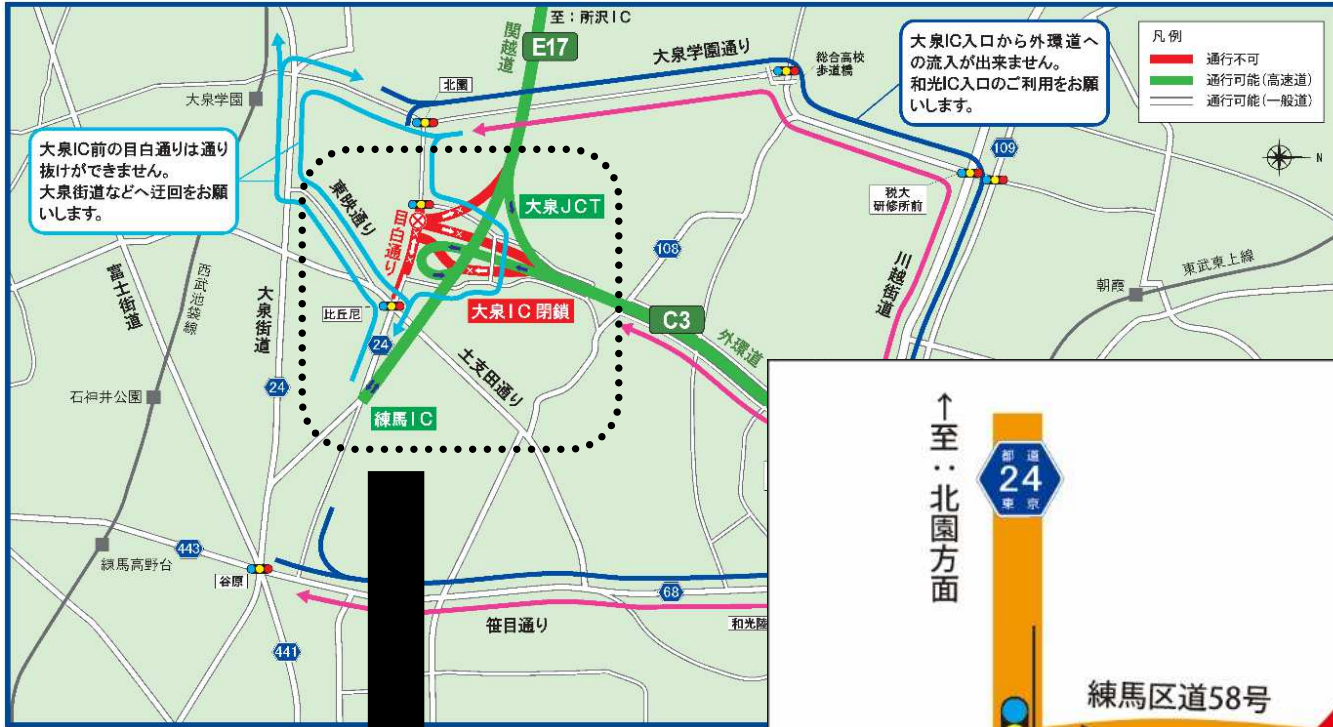 至：所沢IC
関越道
E17
大泉学園通り
総合高校
歩道橋
大泉IC入口から外環道へ
の流入が出来ません。
和光IC入口のご利用をお願
いします。
凡例
通行不可
通行可能（高速道）
通行可能（一般道）
N
大泉学園
北園
大泉IC前の目白通りは通り
抜けができません。
大泉街道などへ迂回をお願
いします。
東映通り
目白通り
大泉JCT
109
税大
研修所前
108
川越街道
東武東上線
朝霞
富士街道
西武池袋線
大泉街道
比丘尼
大泉IC閉鎖
C3
外環道
24
24
土支田通り
石神井公園
練馬IC
443
練馬高野台
谷原
68
笹目通り
和光陸
441
↑至：北園方面
都道
24
東京
練馬区道58号